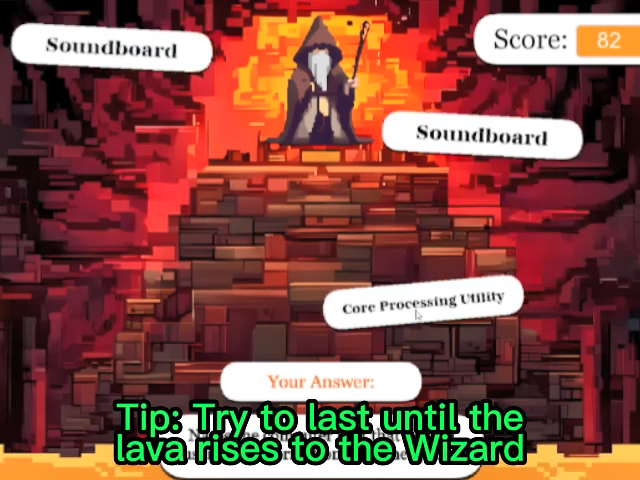 Soundboard
Score: 82
Soundboard
Core Processing Utility
Your Answer:
Tip: Try to last until the
lava rises to the Wizard